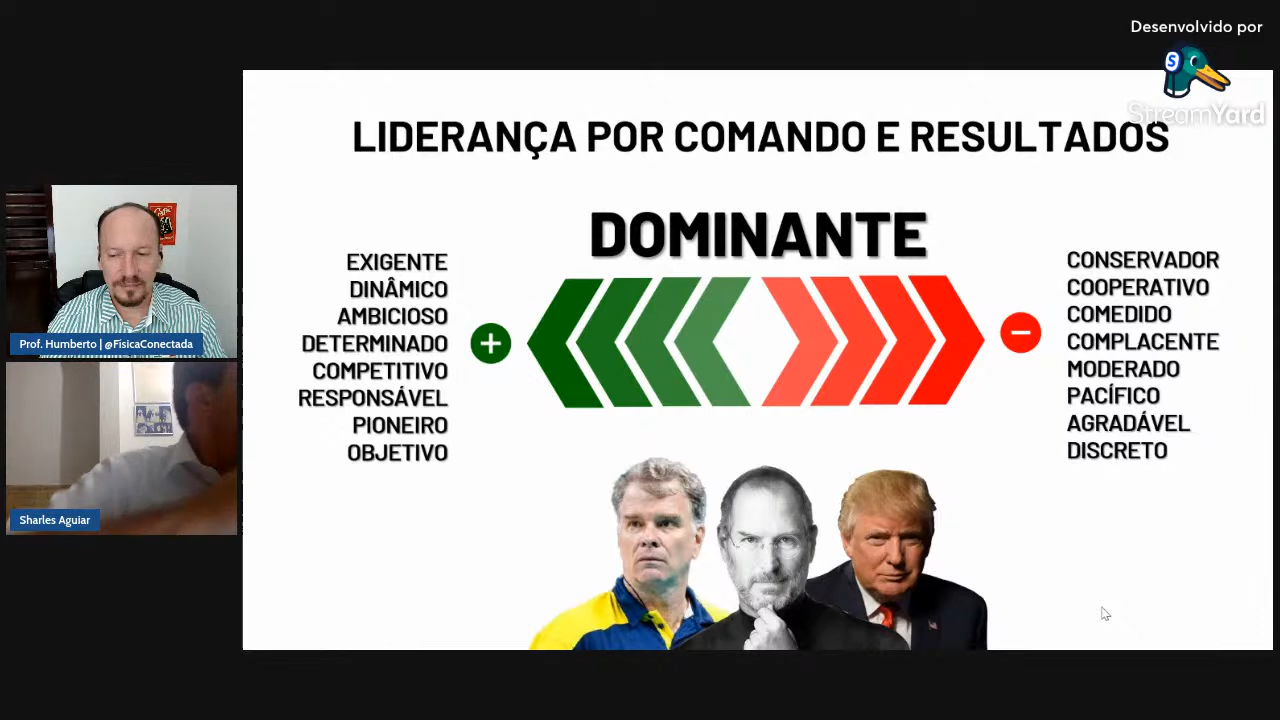 Desenvolvido por
StreamYard
LIDERANÇA POR COMANDO E RESULTADOS
DOMINANTE
EXIGENTE
DINÂMICO
AMBICIOSO
DETERMINADO
COMPETITIVO
RESPONSÁVEL
PIONEIRO
OBJETIVO
CONSERVADOR
COOPERATIVO
COMEDIDO
COMPLACENTE
MODERADO
PACÍFICO
AGRADÁVEL
DISCRETO
Prof. Humberto | @FisicaConectada
Sharles Aguiar